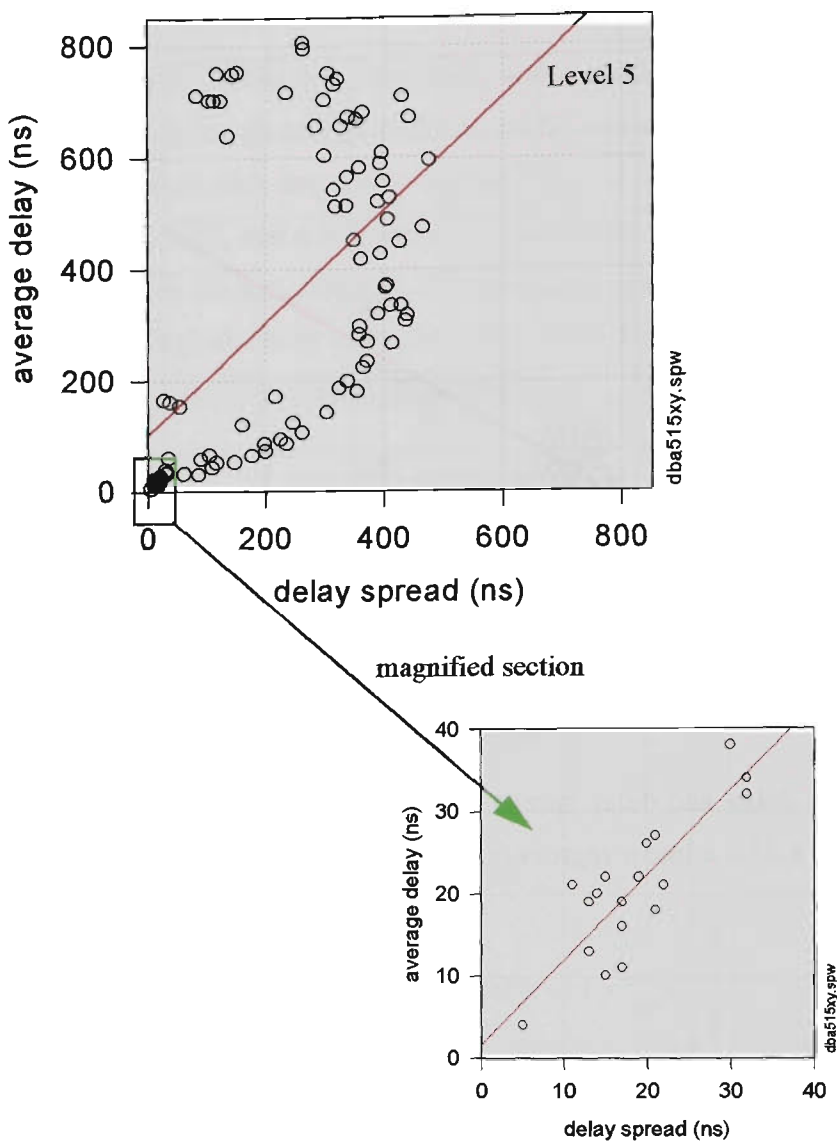 800
600
400
200
0
average delay (ns)
Level 5
dba515xy.spw
0 200 400 600 800
delay spread (ns)
magnified section
40
30
20
10
0
average delay (ns)
dba515xy.spw
0 10 20 30 40
delay spread (ns)